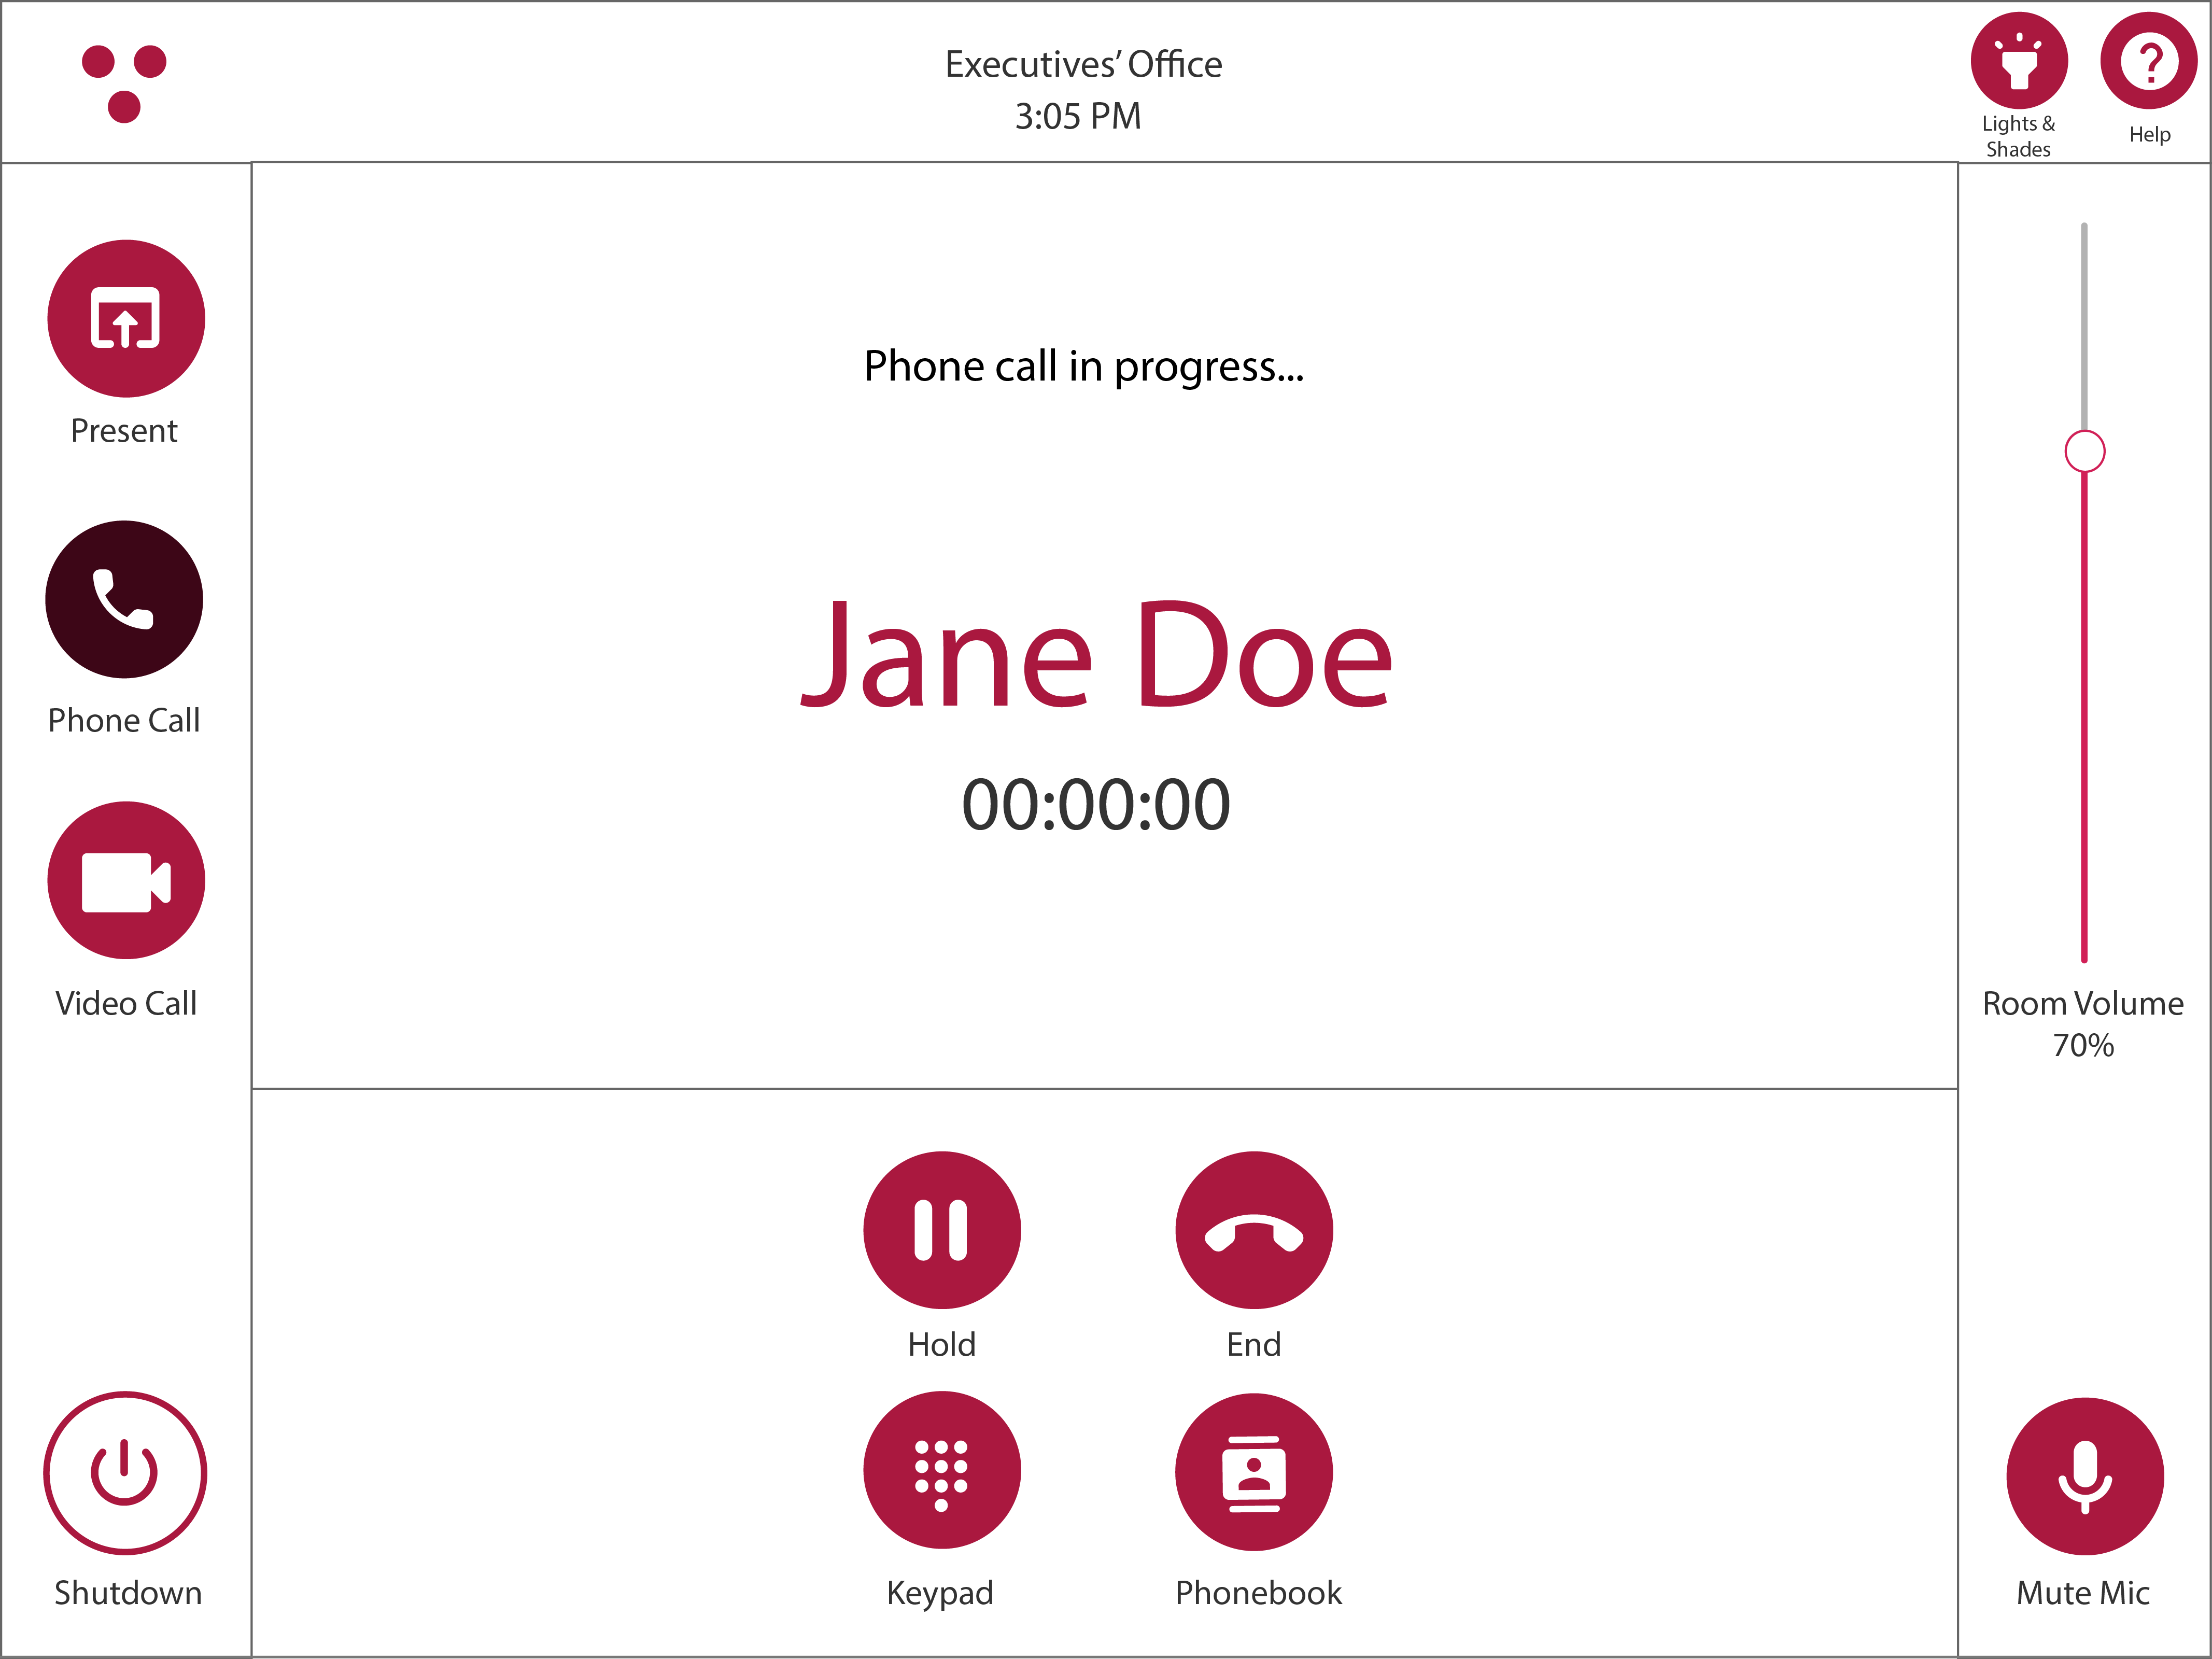 Executives’ Office
3:05 PM
Lights &
Shades
Help
Present
Phone Call
Video Call
Shutdown
Phone call in progress...
Jane Doe
00:00:00
Hold
End
Keypad
Phonebook
Room Volume
70%
Mute Mic